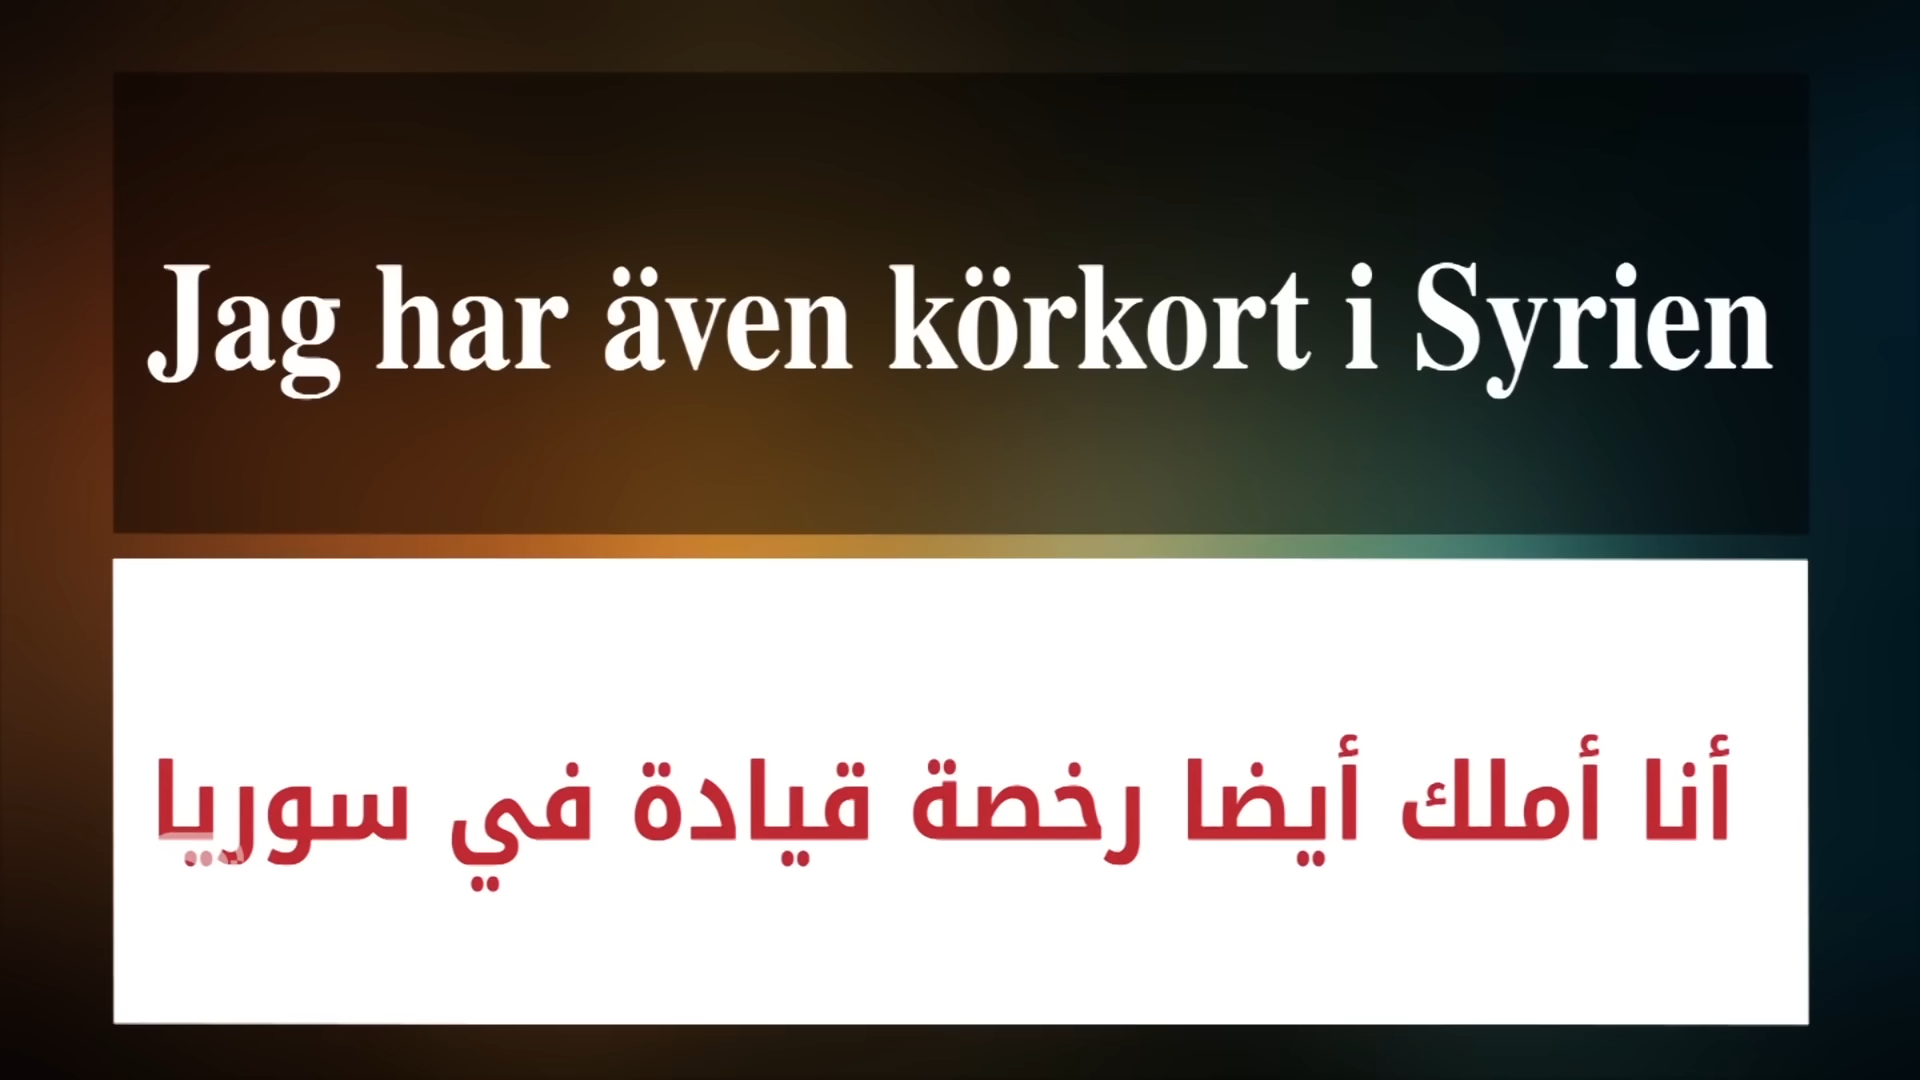 Jag har även körkort i Syrien
أنا أملك أيضا رخصة قيادة في سوريا